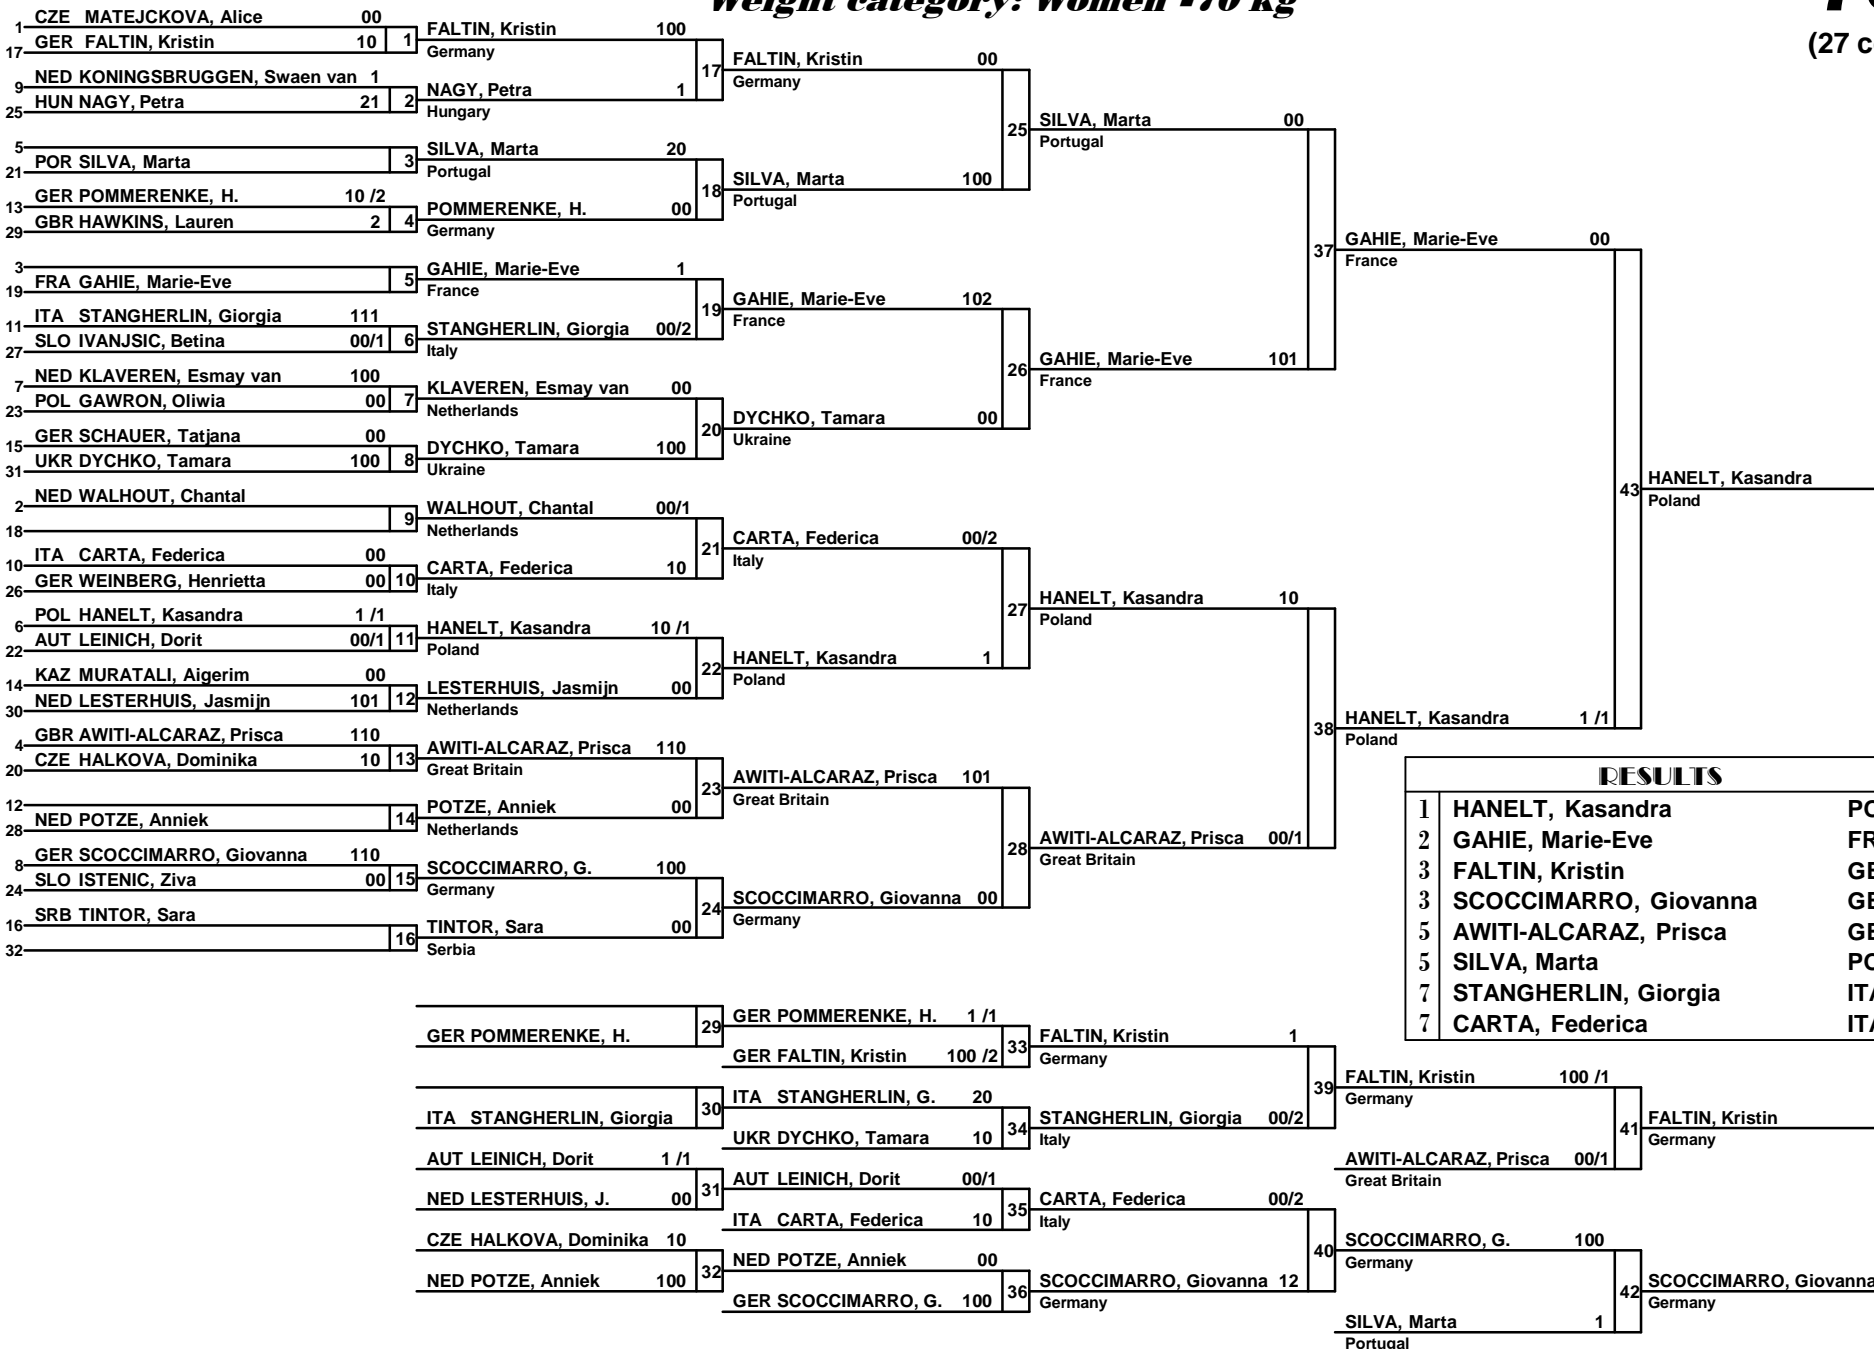 Weight category: Women -70 kg
(27 c
1 CZE MATEJCKOVA, Alice 00
17 GER FALTIN, Kristin 10 1
9 NED KONINGSBRUGGEN, Swaen van 1
25 HUN NAGY, Petra 21 2
5
21 POR SILVA, Marta 3
13 GER POMMERENKE, H. 10 /2
29 GBR HAWKINS, Lauren 2 4
3
19 FRA GAHIE, Marie-Eve 5
11 ITA STANGHERLIN, Giorgia 111
27 SLO IVANJSIC, Betina 00/1 6
7 NED KLAVEREN, Esmay van 100
23 POL GAWRON, Oliwia 00 7
15 GER SCHAUER, Tatjana 00
31 UKR DYCHKO, Tamara 100 8
2 NED WALHOUT, Chantal
18 9
10 ITA CARTA, Federica 00
26 GER WEINBERG, Henrietta 00 10
6 POL HANELT, Kasandra 1 /1
22 AUT LEINICH, Dorit 00/1 11
14 KAZ MURATALI, Aigerim 00
30 NED LESTERHUIS, Jasmijn 101 12
4 GBR AWITI-ALCARAZ, Prisca 110
20 CZE HALKOVA, Dominika 10 13
12
28 NED POTZE, Anniek 14
8 GER SCOCCIMARRO, Giovanna 110
24 SLO ISTENIC, Ziva 00 15
16 SRB TINTOR, Sara
32 16
FALTIN, Kristin 100
Germany
17
NAGY, Petra 1
Hungary
SILVA, Marta 20
Portugal
18
POMMERENKE, H. 00
Germany
GAHIE, Marie-Eve 1
France
19
STANGHERLIN, Giorgia 00/2
Italy
KLAVEREN, Esmay van 00
Netherlands
20
DYCHKO, Tamara 100
Ukraine
WALHOUT, Chantal 00/1
Netherlands
21
CARTA, Federica 10
Italy
HANELT, Kasandra 10 /1
Poland
22
LESTERHUIS, Jasmijn 00
Netherlands
AWITI-ALCARAZ, Prisca 110
Great Britain
23
POTZE, Anniek 00
Netherlands
SCOCCIMARRO, G. 100
Germany
24
TINTOR, Sara 00
Serbia
FALTIN, Kristin 00
Germany
25
SILVA, Marta 100
Portugal
GAHIE, Marie-Eve 102
France
26
DYCHKO, Tamara 00
Ukraine
CARTA, Federica 00/2
Italy
27
HANELT, Kasandra 1
Poland
AWITI-ALCARAZ, Prisca 101
Great Britain
28
SCOCCIMARRO, Giovanna 00
Germany
SILVA, Marta 00
Portugal
37
GAHIE, Marie-Eve 101
France
HANELT, Kasandra 10
Poland
38
AWITI-ALCARAZ, Prisca 00/1
Great Britain
GAHIE, Marie-Eve 00
France
43
HANELT, Kasandra 1 /1
Poland
HANELT, Kasandra
Poland
RESULTS
1 HANELT, Kasandra PO
2 GAHIE, Marie-Eve FR
3 FALTIN, Kristin GE
3 SCOCCIMARRO, Giovanna GE
5 AWITI-ALCARAZ, Prisca GB
5 SILVA, Marta PO
7 STANGHERLIN, Giorgia ITA
7 CARTA, Federica ITA
GER POMMERENKE, H. 29
ITA STANGHERLIN, Giorgia 30
AUT LEINICH, Dorit 1 /1
31
NED LESTERHUIS, J. 00
CZE HALKOVA, Dominika 10
32
NED POTZE, Anniek 100
GER POMMERENKE, H. 1 /1
33
GER FALTIN, Kristin 100 /2
ITA STANGHERLIN, G. 20
34
UKR DYCHKO, Tamara 10
AUT LEINICH, Dorit 00/1
35
ITA CARTA, Federica 10
NED POTZE, Anniek 00
36
GER SCOCCIMARRO, G. 100
FALTIN, Kristin 1
Germany
39
STANGHERLIN, Giorgia 00/2
Italy
CARTA, Federica 00/2
Italy
40
SCOCCIMARRO, Giovanna 12
Germany
FALTIN, Kristin 100 /1
Germany
41
AWITI-ALCARAZ, Prisca 00/1
Great Britain
SCOCCIMARRO, G. 100
Germany
42
SILVA, Marta 1
Portugal
FALTIN, Kristin
Germany
SCOCCIMARRO, Giovanna
Germany